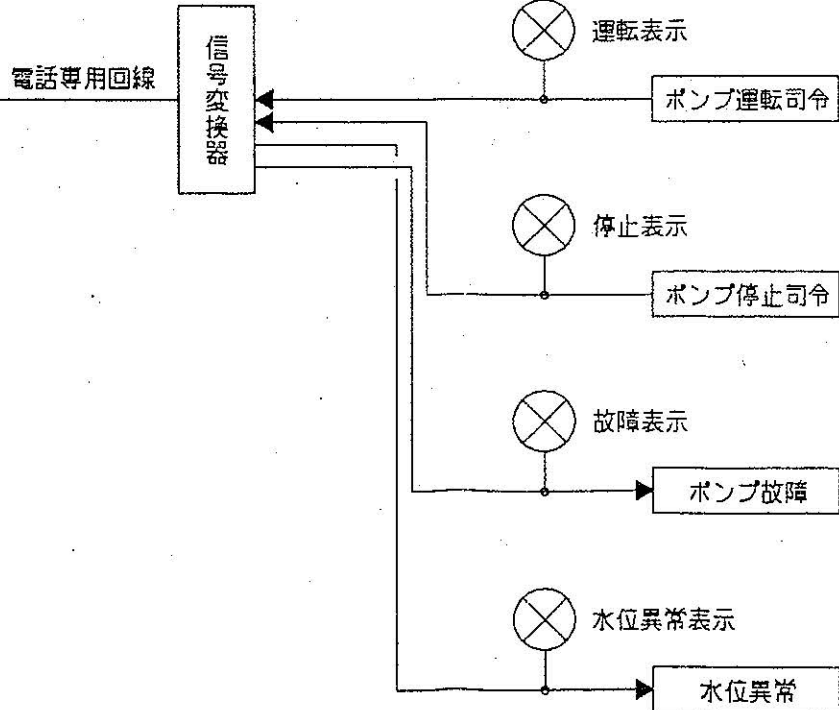 運転表示
電話専用回線
信号変換器
ポンプ運転司令
停止表示
ポンプ停止司令
故障表示
ポンプ故障
水位異常表示
水位異常